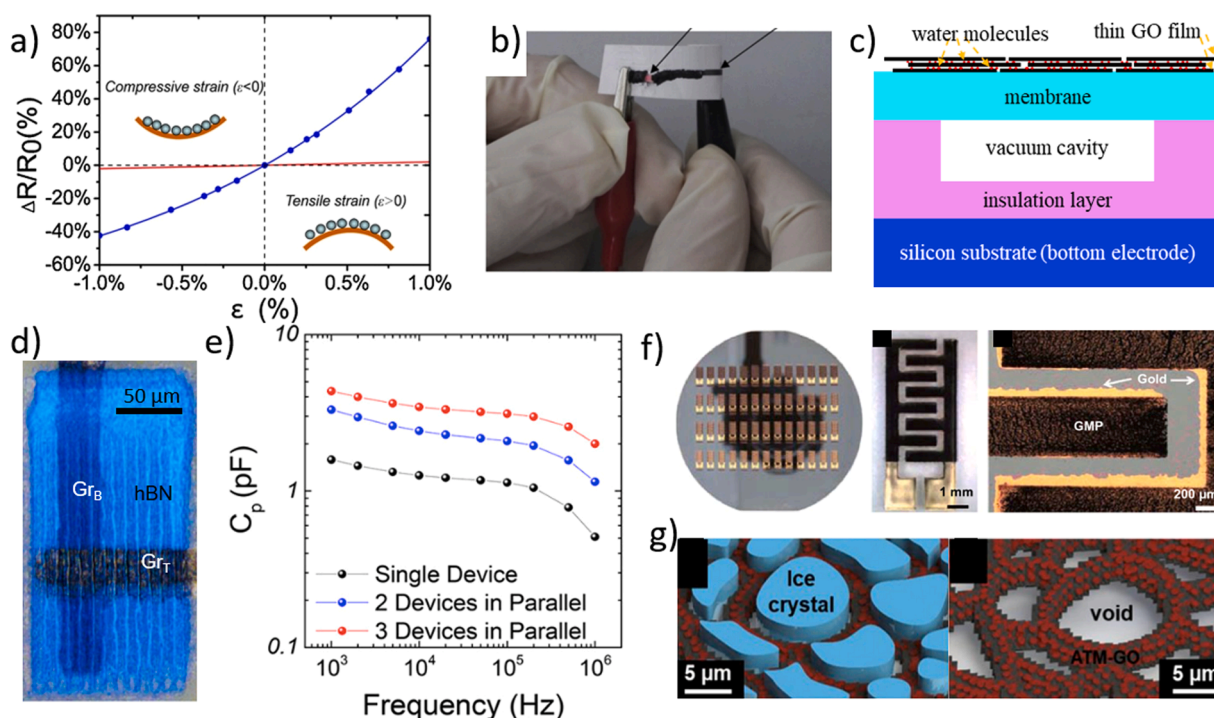 a)
80%
60%
40%
20%
0%
-20%
-40%
-60%
ΔR/R0(%)
Compressive strain (ε<0)
Tensile strain (ε>0)
-1.0%
-0.5%
0.0%
0.5%
1.0%
ε (%)
b)
c)
water molecules
thin GO film
membrane
vacuum cavity
insulation layer
silicon substrate (bottom electrode)
d)
50 μm
GrB
hBN
GrT
e)
10
1
0.1
Cp (pF)
Single Device
2 Devices in Parallel
3 Devices in Parallel
10³
10⁴
10⁵
10⁶
Frequency (Hz)
f)
1 mm
Gold
GMP
200 μm
g)
Ice
crystal
5 μm
void
ATM-GO
5 μm